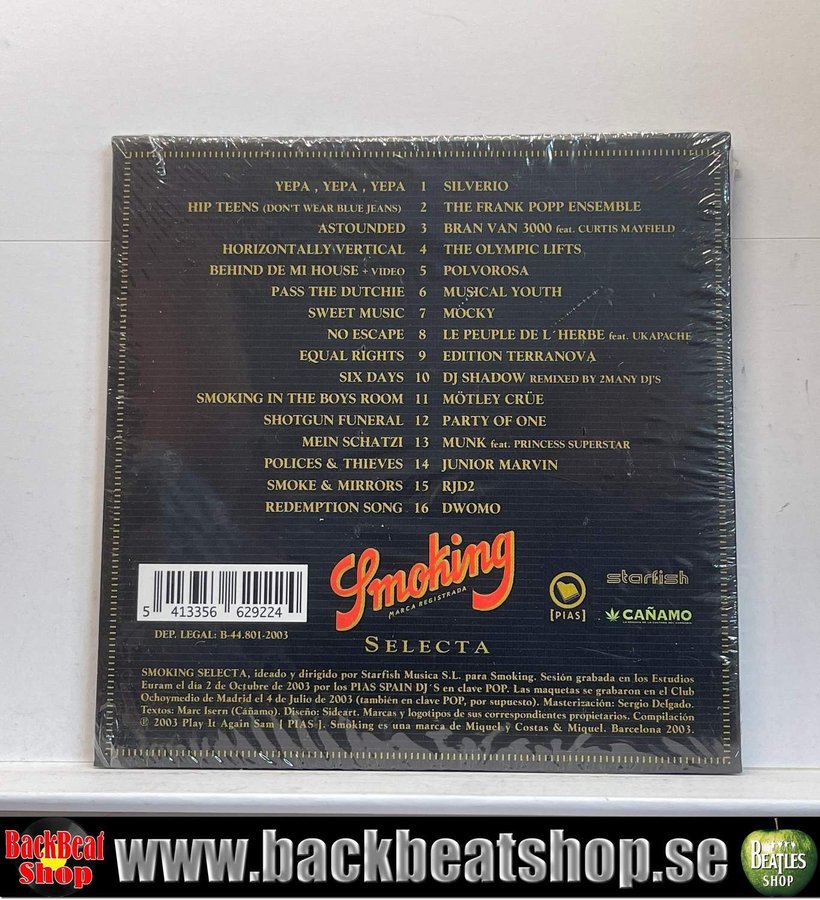 YEPA , YEPA , YEPA 1 SILVERIO
HIP TEENS (DON'T WEAR BLUE JEANS) 2 THE FRANK POPP ENSEMBLE
ASTOUNDED 3 BRAN VAN 3000 feat. CURTIS MAYFIELD
HORIZONTALLY VERTICAL 4 THE OLYMPIC LIFTS
BEHIND DE MI HOUSE + VIDEO 5 POLVOROSA
PASS THE DUTCHIE 6 MUSICAL YOUTH
SWEET MUSIC 7 MOCKY
NO ESCAPE 8 LE PEUPLE DE L´HERBE feat. UKAPACHE
EQUAL RIGHTS 9 EDITION TERRANOVA
SIX DAYS 10 DJ SHADOW REMIXED BY 2MANY DJ'S
SMOKING IN THE BOYS ROOM 11 MÖTLEY CRÜE
SHOTGUN FUNERAL 12 PARTY OF ONE
MEIN SCHATZI 13 MUNK feat. PRINCESS SUPERSTAR
POLICES & THIEVES 14 JUNIOR MARVIN
SMOKE & MIRRORS 15 RJD2
REDEMPTION SONG 16 DWOMO
5 413356 629224
DEP. LEGAL: B-44.801-2003
Smoking
MARCA REGISTRADA
SELECTA
[PIAS]
starfish
CAÑAMO
LA REVISTA DE LA CULTURA DEL CANNABIS
SMOKING SELECTA, ideado y dirigido por Starfish Musica S.L. para Smoking. Sesión grabada en los Estudios
Euram el dia 2 de Octubre de 2003 por los PIAS SPAIN DJ´S en clave POP. Las maquetas se grabaron en el Club
Ochoymedio de Madrid el 4 de Julio de 2003 (también en clave POP, por supuesto). Masterización: Sergio Delgado.
Textos: Marc Isern (Cáñamo). Diseño: Sideart. Marcas y logotipos de sus correspondientes propietarios. Compilación
℗ 2003 Play It Again Sam [ PIAS ]. Smoking es una marca de Miquel y Costas & Miquel. Barcelona 2003.
BackBeat
Shop
www.backbeatshop.se
BEATLES
SHOP